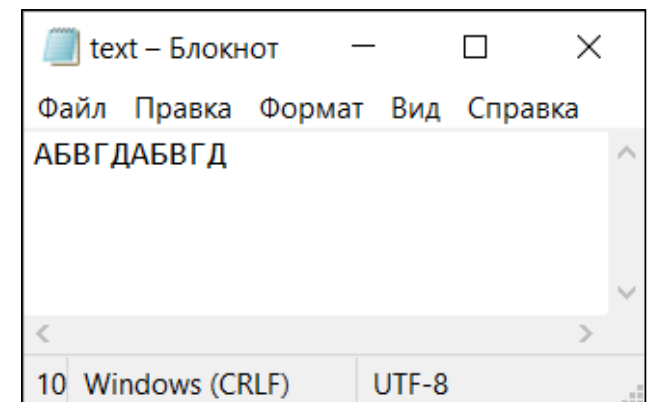 text – Блокнот
Файл Правка Формат Вид Справка
АБВГДАБВГД
10 Windows (CRLF) UTF-8